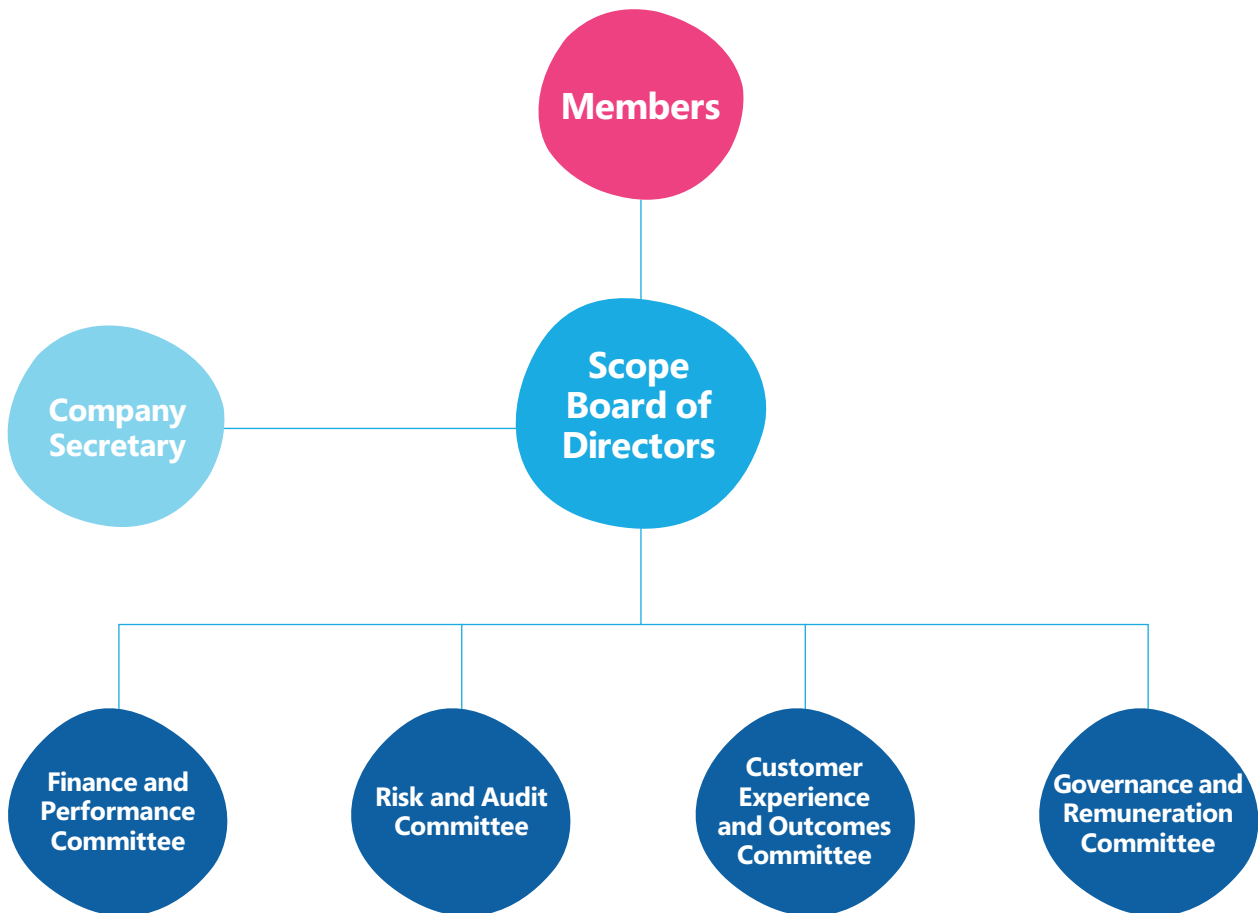 Members
Scope
Board of
Directors
Company
Secretary
Finance and
Performance
Committee
Risk and Audit
Committee
Customer
Experience
and Outcomes
Committee
Governance and
Remuneration
Committee